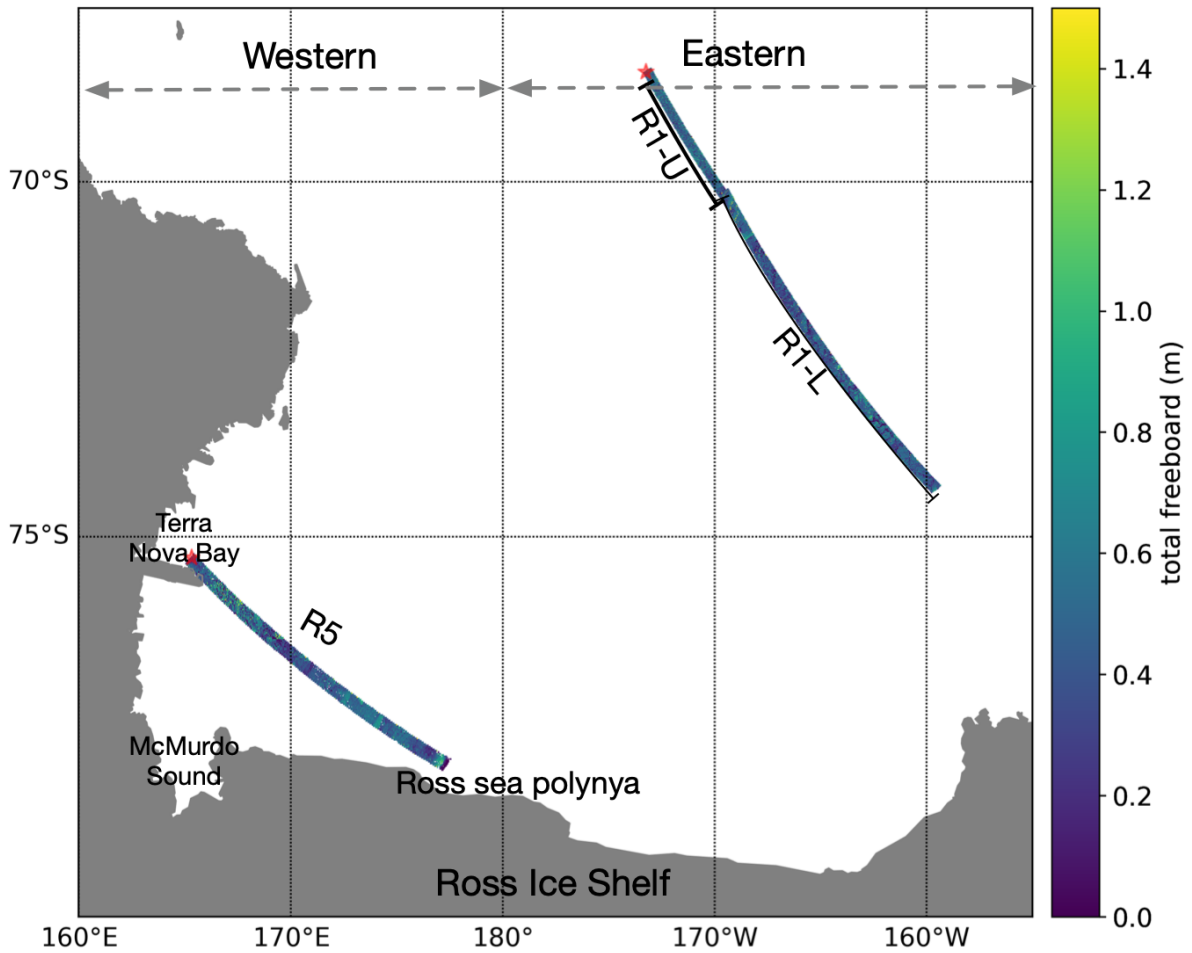 Western
Eastern
R1-U
70°S
R1-L
75°S
Terra
Nova Bay
R5
McMurdo
Sound
Ross sea polynya
Ross Ice Shelf
160°E
170°E
180°
170°W
160°W
1.4
1.2
1.0
0.8
0.6
0.4
0.2
0.0
total freeboard (m)